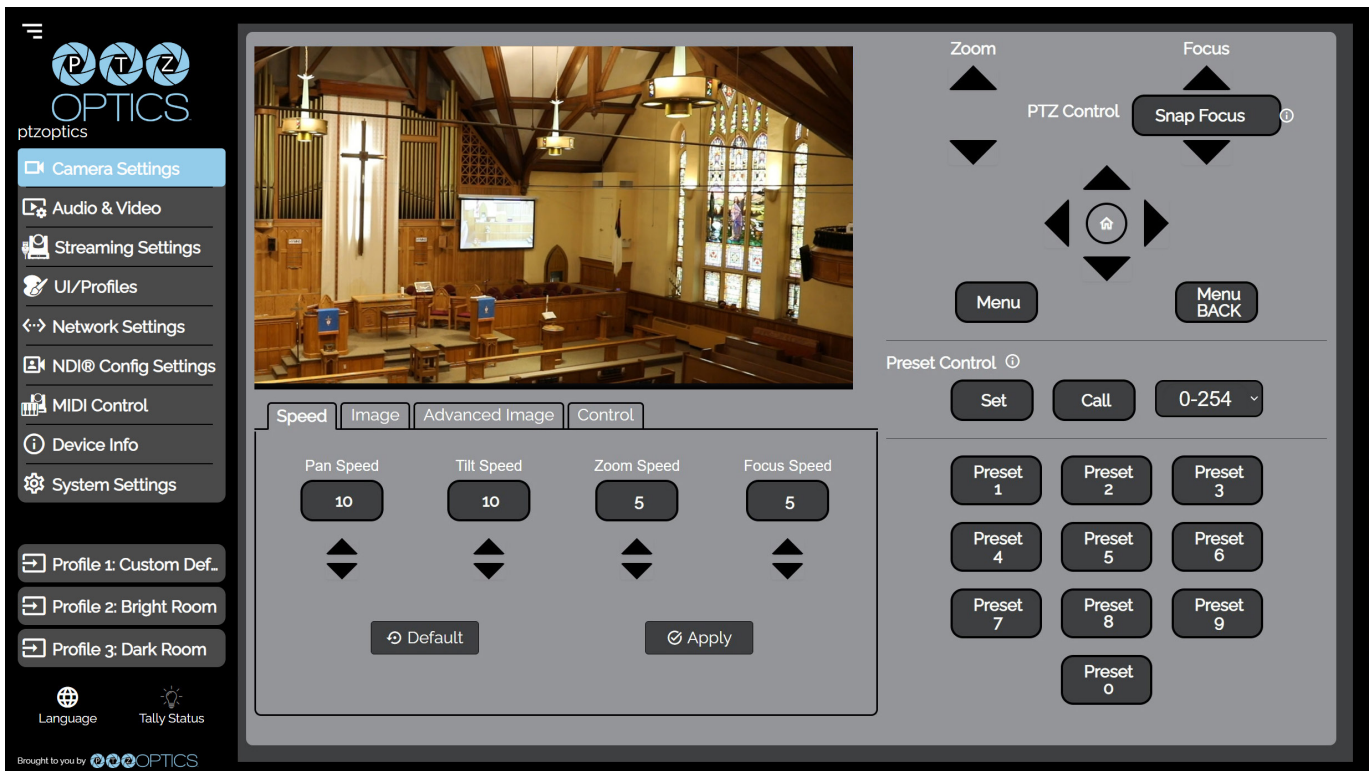 PTZ
OPTICS
ptzoptics
Camera Settings
Audio & Video
Streaming Settings
UI/Profiles
Network Settings
NDI® Config Settings
MIDI Control
Device Info
System Settings
Profile 1: Custom Def...
Profile 2: Bright Room
Profile 3: Dark Room
Language
Tally Status
Brought to you by PTZOPTICS
Speed
Image
Advanced Image
Control
Pan Speed
Tilt Speed
Zoom Speed
Focus Speed
10
10
5
5
Default
Apply
Zoom
Focus
PTZ Control
Snap Focus
Menu
Menu
BACK
Preset Control
Set
Call
0-254
Preset
1
Preset
2
Preset
3
Preset
4
Preset
5
Preset
6
Preset
7
Preset
8
Preset
9
Preset
0